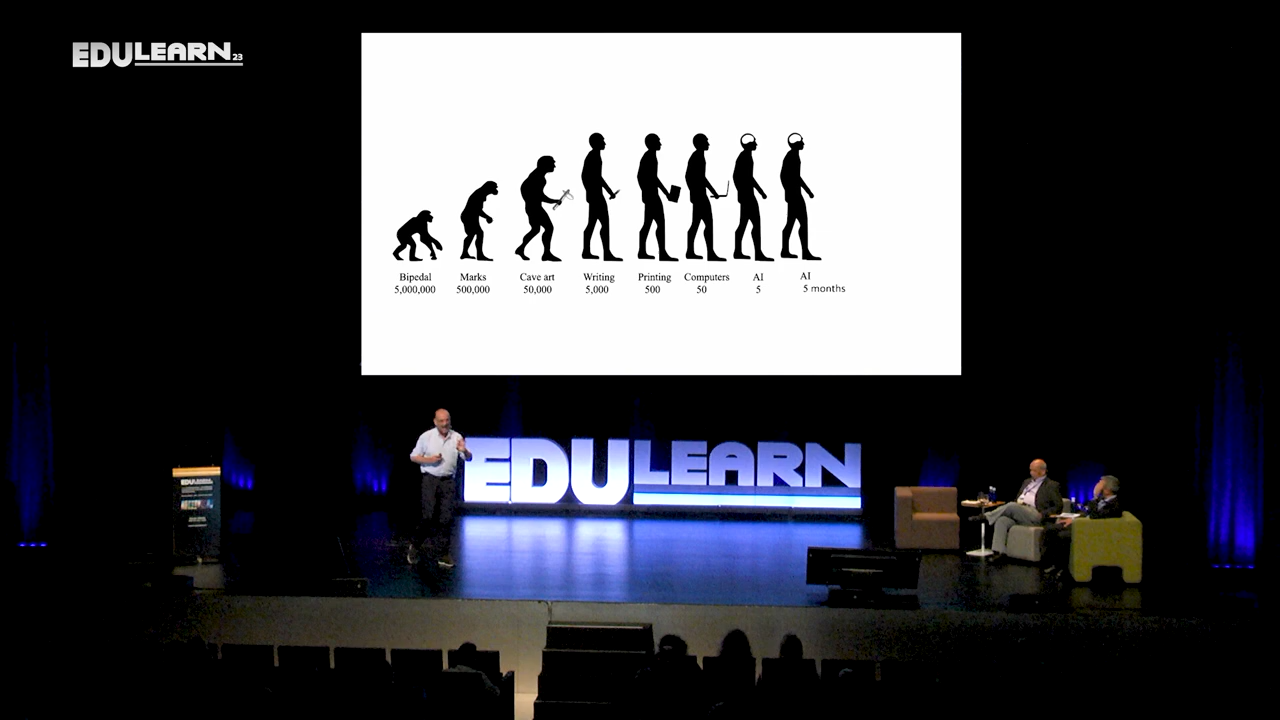 EDULEARN23
Bipedal Marks Cave art Writing Printing Computers AI AI
5,000,000 500,000 50,000 5,000 500 50 5 5 months
EDULEARN
EDULEARN